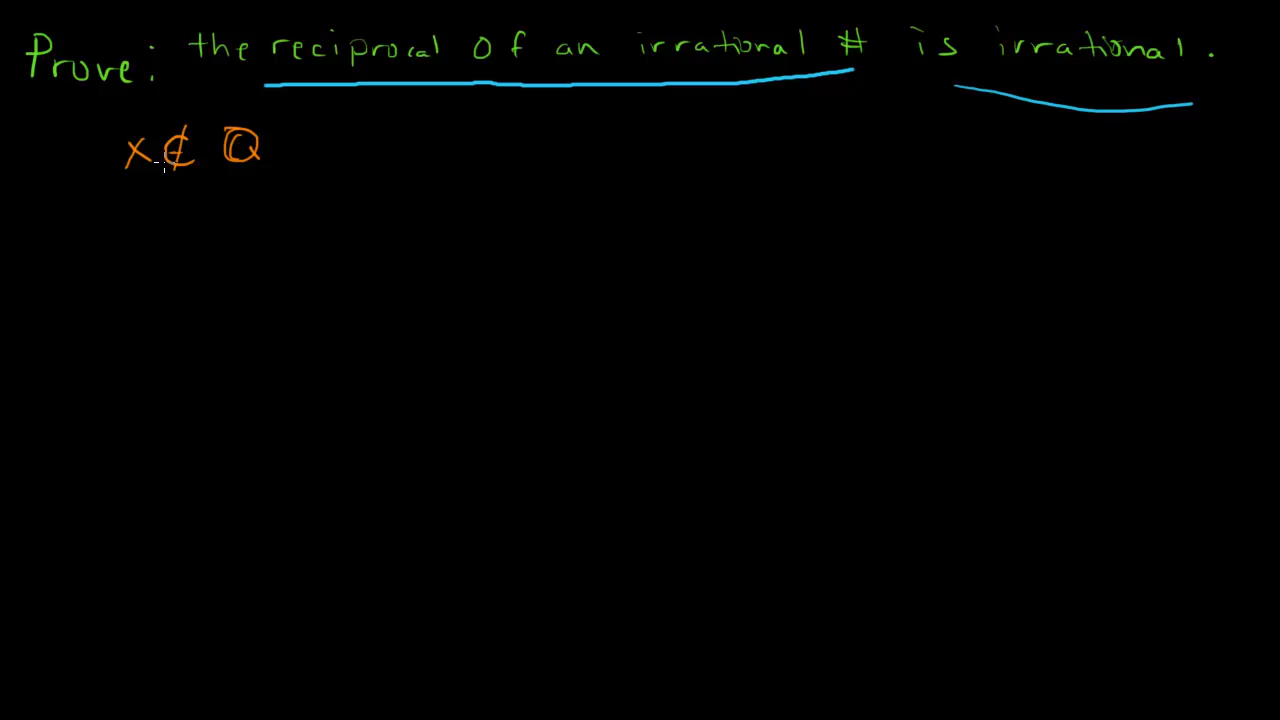 Prove: the reciprocal of an irrational # is irrational.
x ∉ ℚ